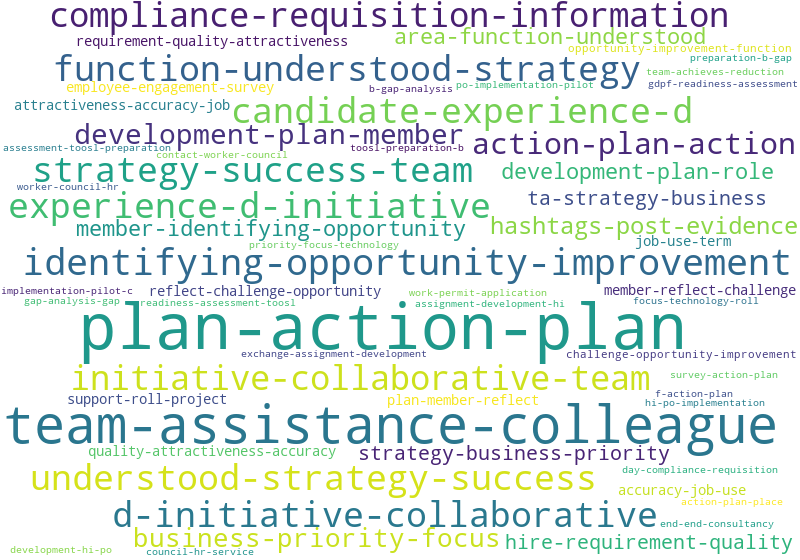 compliance-requisition-information
requirement-quality-attractiveness
area-function-understood
opportunity-improvement-function
function-understood-strategy
preparation-b-gap
team-achieves-reduction
employee-engagement-survey
b-gap-analysis
po-implementation-pilot
gdpf-readiness-assessment
attractiveness-accuracy-job
candidate-experience-d
development-plan-member
action-plan-action
assessment-toosl-preparation
contact-worker-council
toosl-preparation-b
strategy-success-team
development-plan-role
worker-council-hr
ta-strategy-business
experience-d-initiative
member-identifying-opportunity
hashtags-post-evidence
priority-focus-technology
job-use-term
identifying-opportunity-improvement
implementation-pilot-c
reflect-challenge-opportunity
work-permit-application
member-reflect-challenge
gap-analysis-gap
readiness-assessment-toosl
assignment-development-hi
focus-technology-roll
plan-action-plan
exchange-assignment-development
challenge-opportunity-improvement
initiative-collaborative-team
survey-action-plan
support-roll-project
plan-member-reflect
f-action-plan
hi-po-implementation
team-assistance-colleague
quality-attractiveness-accuracy
strategy-business-priority
understood-strategy-success
day-compliance-requisition
accuracy-job-use
action-plan-place
d-initiative-collaborative
end-end-consultancy
business-priority-focus
hire-requirement-quality
development-hi-po
council-hr-service